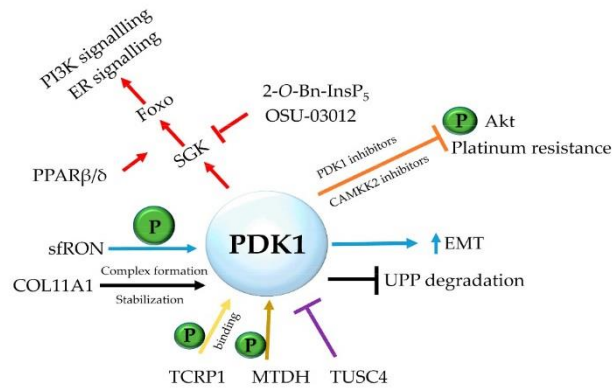 PI3K signallling
ER signalling
Foxo
SGK
PPARβ/δ
2-O-Bn-InsP5
OSU-03012
P
Akt
Platinum resistance
PDK1 inhibitors
CAMKK2 inhibitors
P
sfRON
PDK1
EMT
COL11A1
Complex formation
Stabilization
UPP degradation
P
binding
P
TCRP1
MTDH
TUSC4